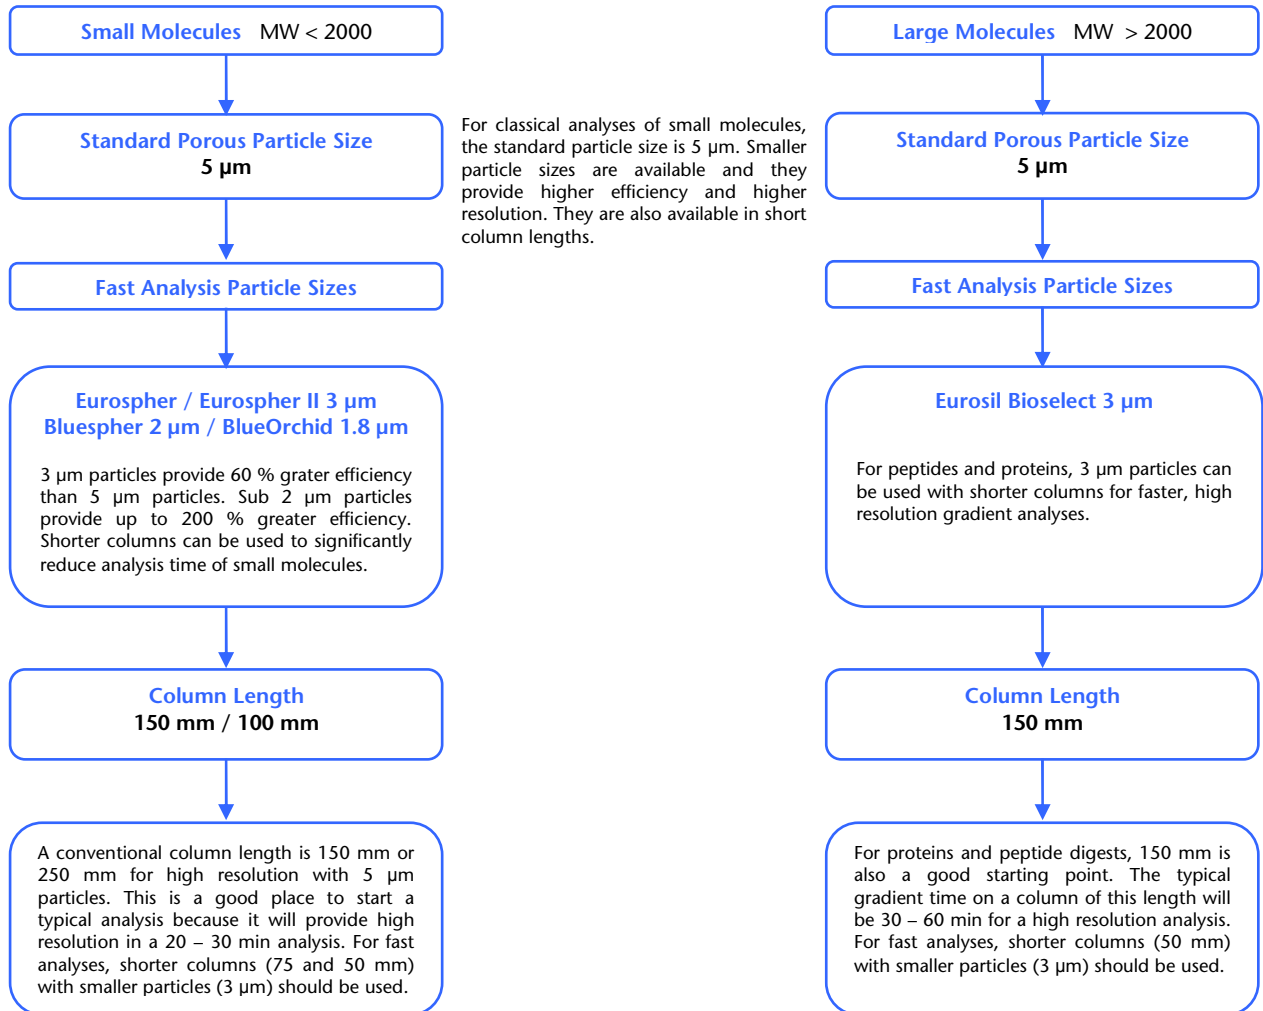 Small Molecules MW < 2000
Standard Porous Particle Size
5 µm
Fast Analysis Particle Sizes
Eurospher / Eurospher II 3 µm
Bluespher 2 µm / BlueOrchid 1.8 µm
3 µm particles provide 60 % grater efficiency
than 5 µm particles. Sub 2 µm particles
provide up to 200 % greater efficiency.
Shorter columns can be used to significantly
reduce analysis time of small molecules.
Column Length
150 mm / 100 mm
A conventional column length is 150 mm or
250 mm for high resolution with 5 µm
particles. This is a good place to start a
typical analysis because it will provide high
resolution in a 20 – 30 min analysis. For fast
analyses, shorter columns (75 and 50 mm)
with smaller particles (3 µm) should be used.
For classical analyses of small molecules,
the standard particle size is 5 µm. Smaller
particle sizes are available and they
provide higher efficiency and higher
resolution. They are also available in short
column lengths.
Large Molecules MW > 2000
Standard Porous Particle Size
5 µm
Fast Analysis Particle Sizes
Eurosil Bioselect 3 µm
For peptides and proteins, 3 µm particles can
be used with shorter columns for faster, high
resolution gradient analyses.
Column Length
150 mm
For proteins and peptide digests, 150 mm is
also a good starting point. The typical
gradient time on a column of this length will
be 30 – 60 min for a high resolution analysis.
For fast analyses, shorter columns (50 mm)
with smaller particles (3 µm) should be used.